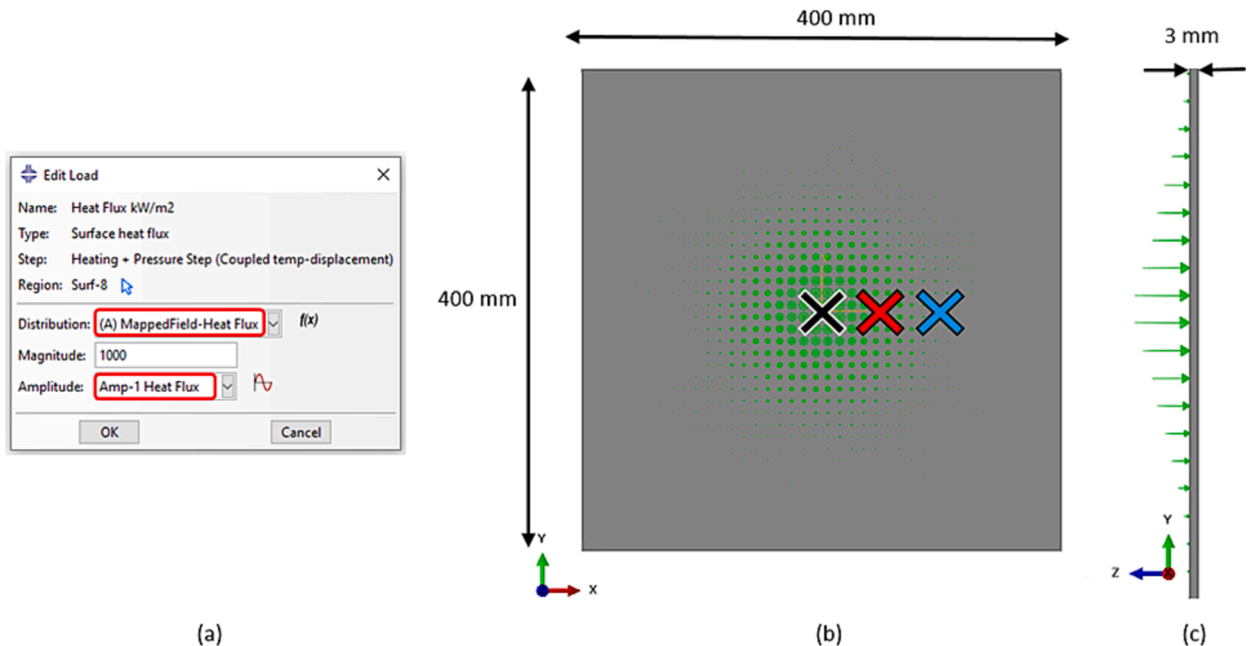 Edit Load
Name: Heat Flux kW/m2
Type: Surface heat flux
Step: Heating + Pressure Step (Coupled temp-displacement)
Region: Surf-8
Distribution: (A) MappedField-Heat Flux f(x)
Magnitude: 1000
Amplitude: Amp-1 Heat Flux
OK Cancel
(a)
400 mm
400 mm
Y
X
(b)
3 mm
Y
Z
X
(c)